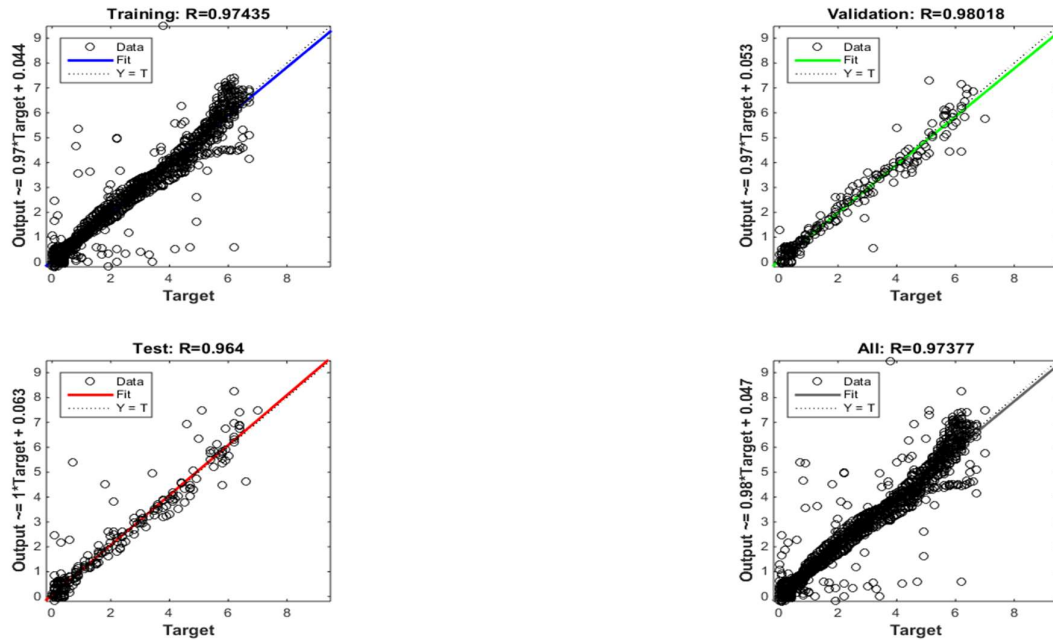 Training: R=0.97435
Output ~= 0.97*Target + 0.044
9
8
7
6
5
4
3
2
1
0
Data
Fit
Y = T
0 2 4 6 8
Target
Validation: R=0.98018
Output ~= 0.97*Target + 0.053
9
8
7
6
5
4
3
2
1
0
Data
Fit
Y = T
0 2 4 6 8
Target
Test: R=0.964
Output ~= 1*Target + 0.063
9
8
7
6
5
4
3
2
1
0
Data
Fit
Y = T
0 2 4 6 8
Target
All: R=0.97377
Output ~= 0.98*Target + 0.047
9
8
7
6
5
4
3
2
1
0
Data
Fit
Y = T
0 2 4 6 8
Target